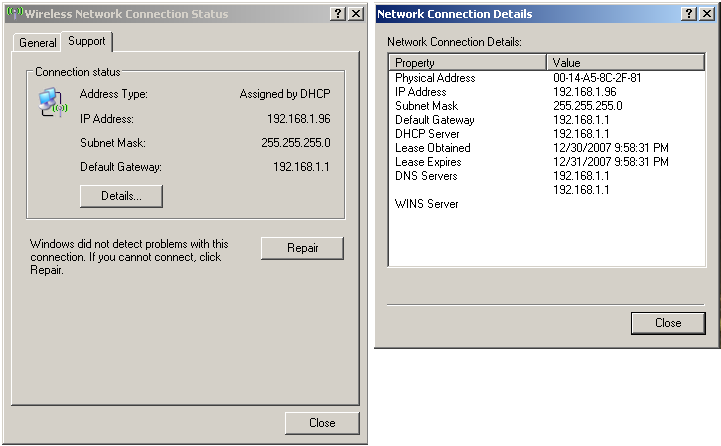 Wireless Network Connection Status
General Support
Connection status
Address Type: Assigned by DHCP
IP Address: 192.168.1.96
Subnet Mask: 255.255.255.0
Default Gateway: 192.168.1.1
Details...
Windows did not detect problems with this
connection. If you cannot connect, click
Repair.
Repair
Close
Network Connection Details
Network Connection Details:
Property Value
Physical Address 00-14-A5-8C-2F-81
IP Address 192.168.1.96
Subnet Mask 255.255.255.0
Default Gateway 192.168.1.1
DHCP Server 192.168.1.1
Lease Obtained 12/30/2007 9:58:31 PM
Lease Expires 12/31/2007 9:58:31 PM
DNS Servers 192.168.1.1
192.168.1.1
WINS Server
Close